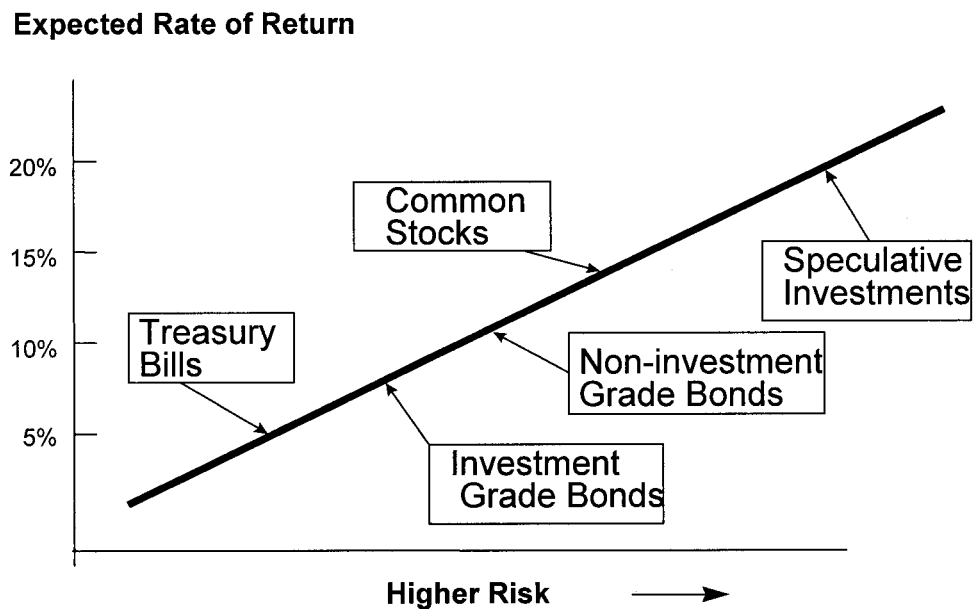 Expected Rate of Return
20%
Common
Stocks
15%
Speculative
Investments
Treasury
Bills
10%
Non-investment
Grade Bonds
5%
Investment
Grade Bonds
Higher Risk